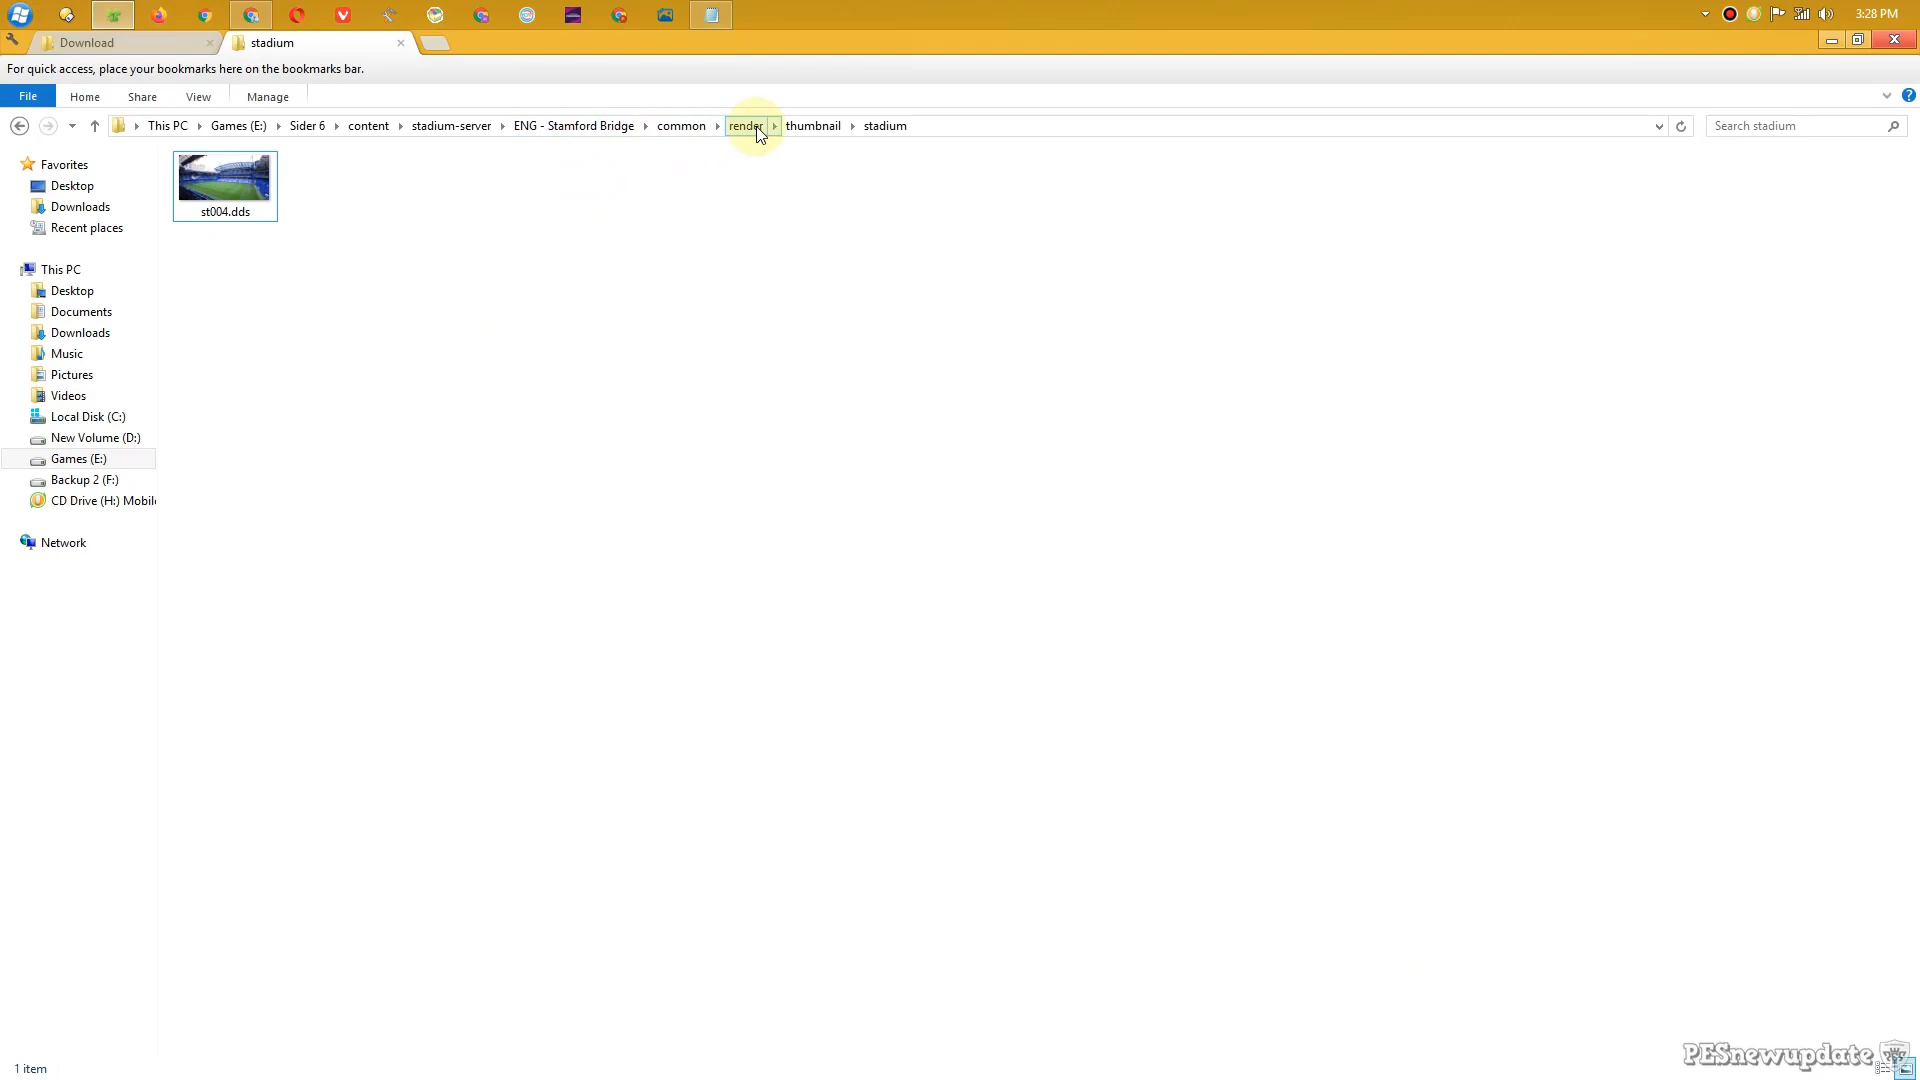 3:28 PM
Download
stadium
For quick access, place your bookmarks here on the bookmarks bar.
File Home Share View Manage
This PC Games (E:) Sider 6 content stadium-server ENG - Stamford Bridge common render thumbnail stadium
Search stadium
Favorites
Desktop
Downloads
Recent places
This PC
Desktop
Documents
Downloads
Music
Pictures
Videos
Local Disk (C:)
New Volume (D:)
Games (E:)
Backup 2 (F:)
CD Drive (H:) Mobile
Network
st004.dds
1 item
PESnewupdate